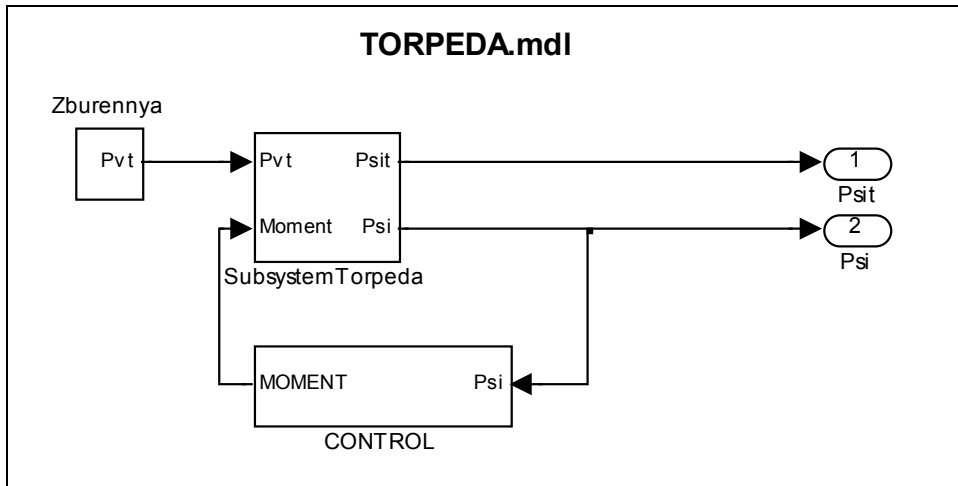 TORPEDA.mdl
Zburennya
Pvt
Pvt
Psit
Moment
Psi
SubsystemTorpeda
1
Psit
2
Psi
MOMENT
Psi
CONTROL